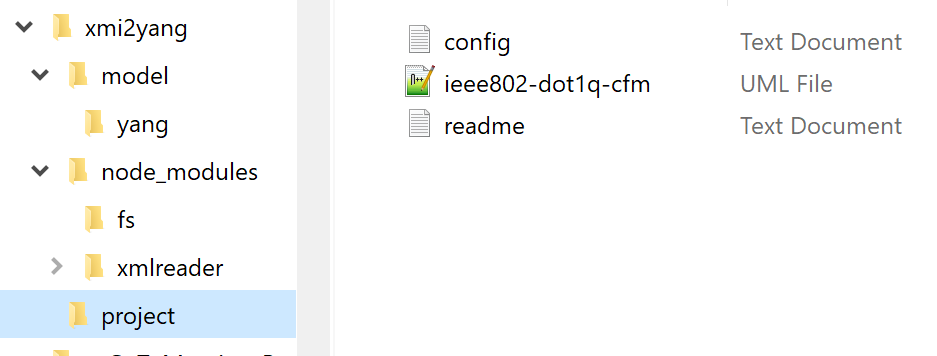 xmi2yang
model
yang
node_modules
fs
xmlreader
project
config Text Document
ieee802-dot1q-cfm UML File
readme Text Document